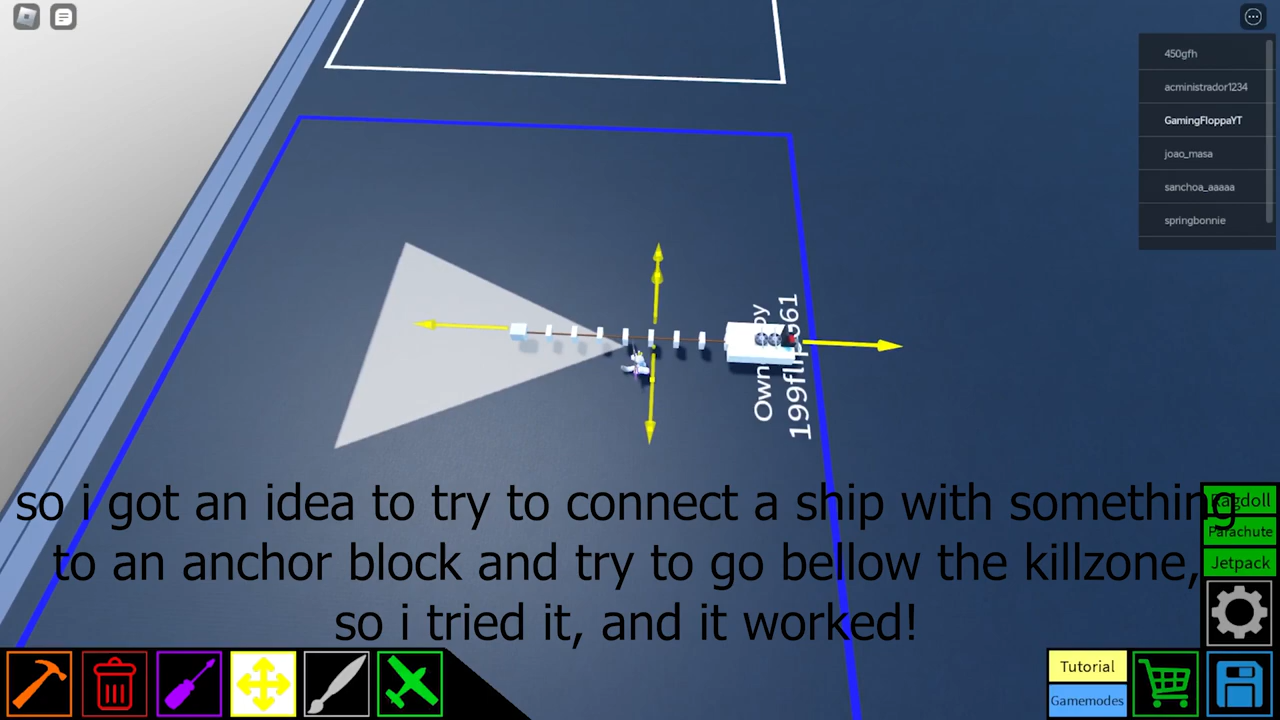 450gfh
acministrador1234
GamingFloppaYT
joao_masa
sanchoa_aaaaa
springbonnie
so i got an idea to try to connect a ship with something
to an anchor block and try to go bellow the killzone,
so i tried it, and it worked!
Ragdoll
Parachute
Jetpack
Tutorial
Gamemodes